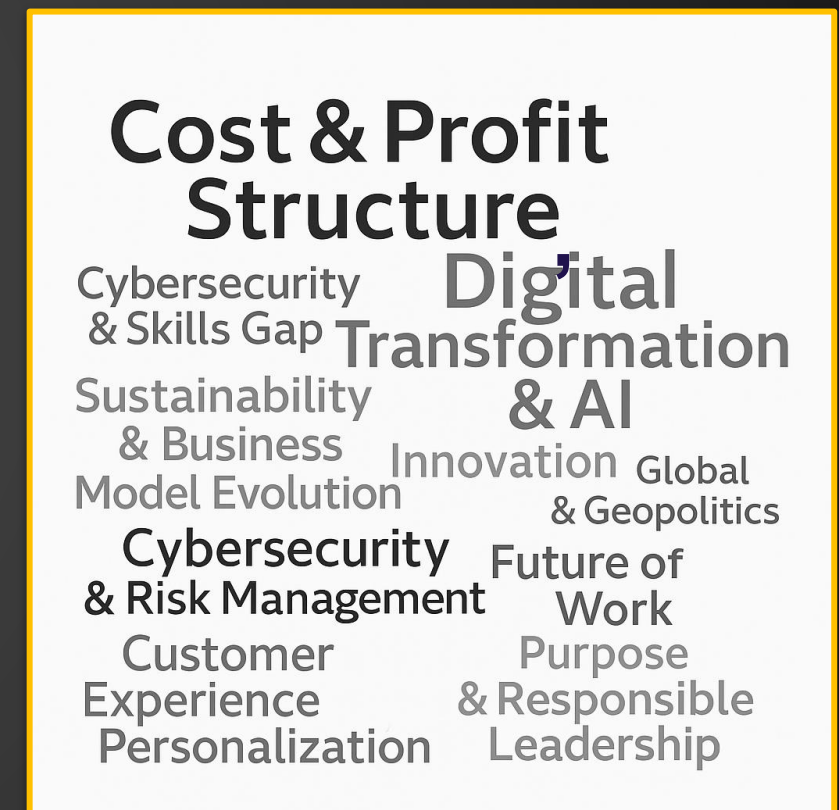 Cost & Profit
Structure
Cybersecurity
& Skills Gap
Digital
Transformation
& AI
,
Sustainability
& Business
Model Evolution
Innovation
Global
& Geopolitics
Cybersecurity
& Risk Management
Future of
Work
Customer
Experience
Personalization
Purpose
& Responsible
Leadership